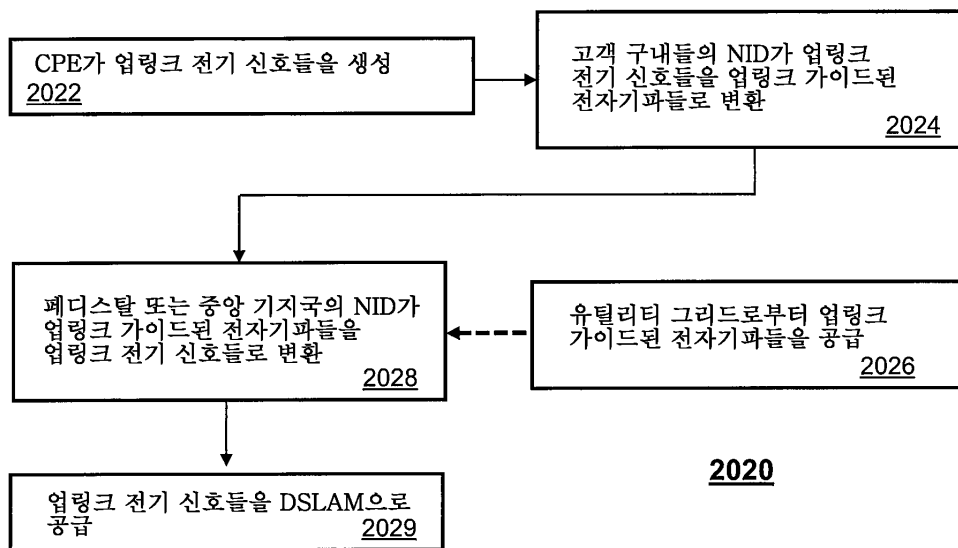 CPE가 업링크 전기 신호들을 생성
2022
고객 구내들의 NID가 업링크
전기 신호들을 업링크 가이드된
전자기파들로 변환
2024
페디스탈 또는 중앙 기지국의 NID가
업링크 가이드된 전자기파들을
업링크 전기 신호들로 변환
2028
유틸리티 그리드로부터 업링크
가이드된 전자기파들을 공급
2026
업링크 전기 신호들을 DSLAM으로
공급
2029
2020